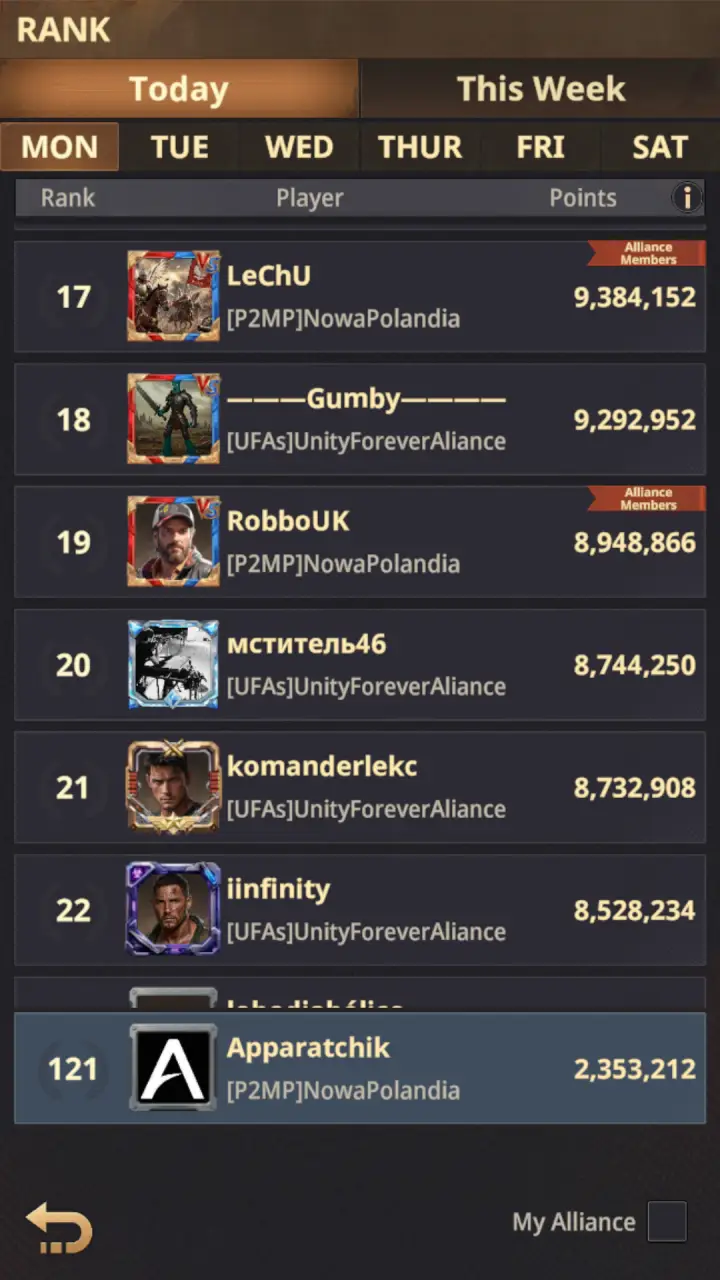 RANK
Today
This Week
MON TUE WED THUR FRI SAT
Rank Player Points i
Alliance
Members
17
LeChU
[P2MP]NowaPolandia
9,384,152
18
———Gumby————
[UFAs]UnityForeverAliance
9,292,952
Alliance
Members
19
RobboUK
[P2MP]NowaPolandia
8,948,866
20
мститель46
[UFAs]UnityForeverAliance
8,744,250
21
komanderlekc
[UFAs]UnityForeverAliance
8,732,908
22
iinfinity
[UFAs]UnityForeverAliance
8,528,234
121
Apparatchik
[P2MP]NowaPolandia
2,353,212
My Alliance